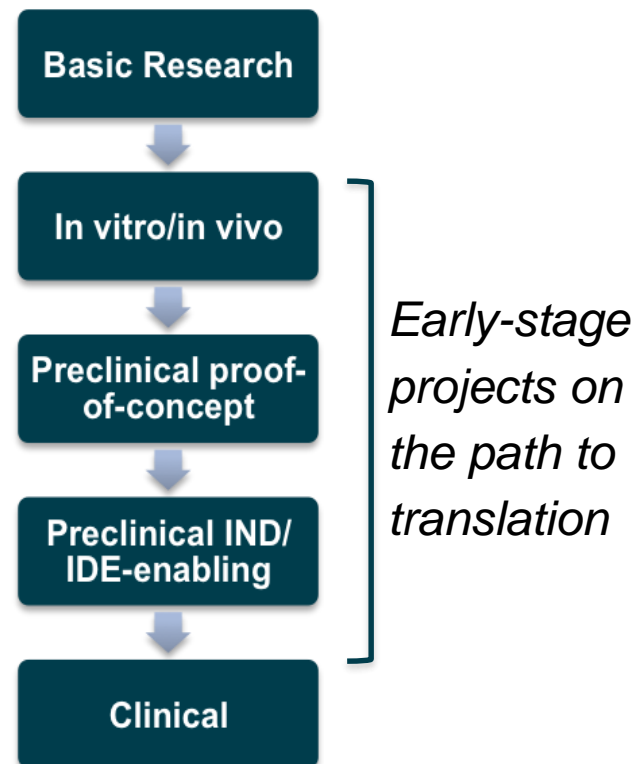 Basic Research
In vitro/in vivo
Preclinical proof-
of-concept
Preclinical IND/
IDE-enabling
Clinical
Early-stage
projects on
the path to
translation